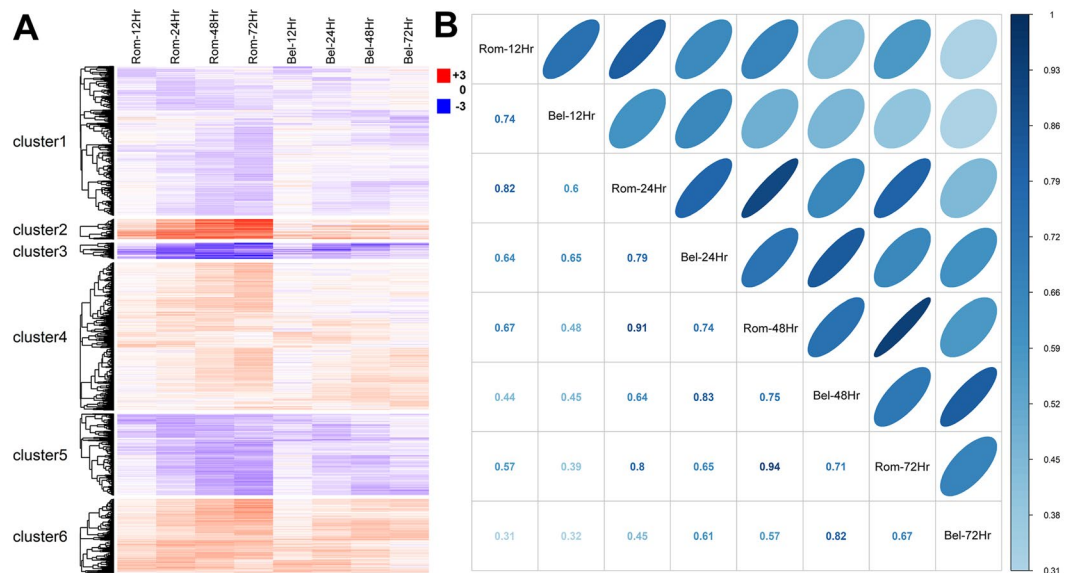 A
Rom-12Hr
Rom-24Hr
Rom-48Hr
Rom-72Hr
Bel-12Hr
Bel-24Hr
Bel-48Hr
Bel-72Hr
+3
0
-3
cluster1
cluster2
cluster3
cluster4
cluster5
cluster6
B
Rom-12Hr
0.74 Bel-12Hr
0.82 0.6 Rom-24Hr
0.64 0.65 0.79 Bel-24Hr
0.67 0.48 0.91 0.74 Rom-48Hr
0.44 0.45 0.64 0.83 0.75 Bel-48Hr
0.57 0.39 0.8 0.65 0.94 0.71 Rom-72Hr
0.31 0.32 0.45 0.61 0.57 0.82 0.67 Bel-72Hr
1
0.93
0.86
0.79
0.72
0.66
0.59
0.52
0.45
0.38
0.31